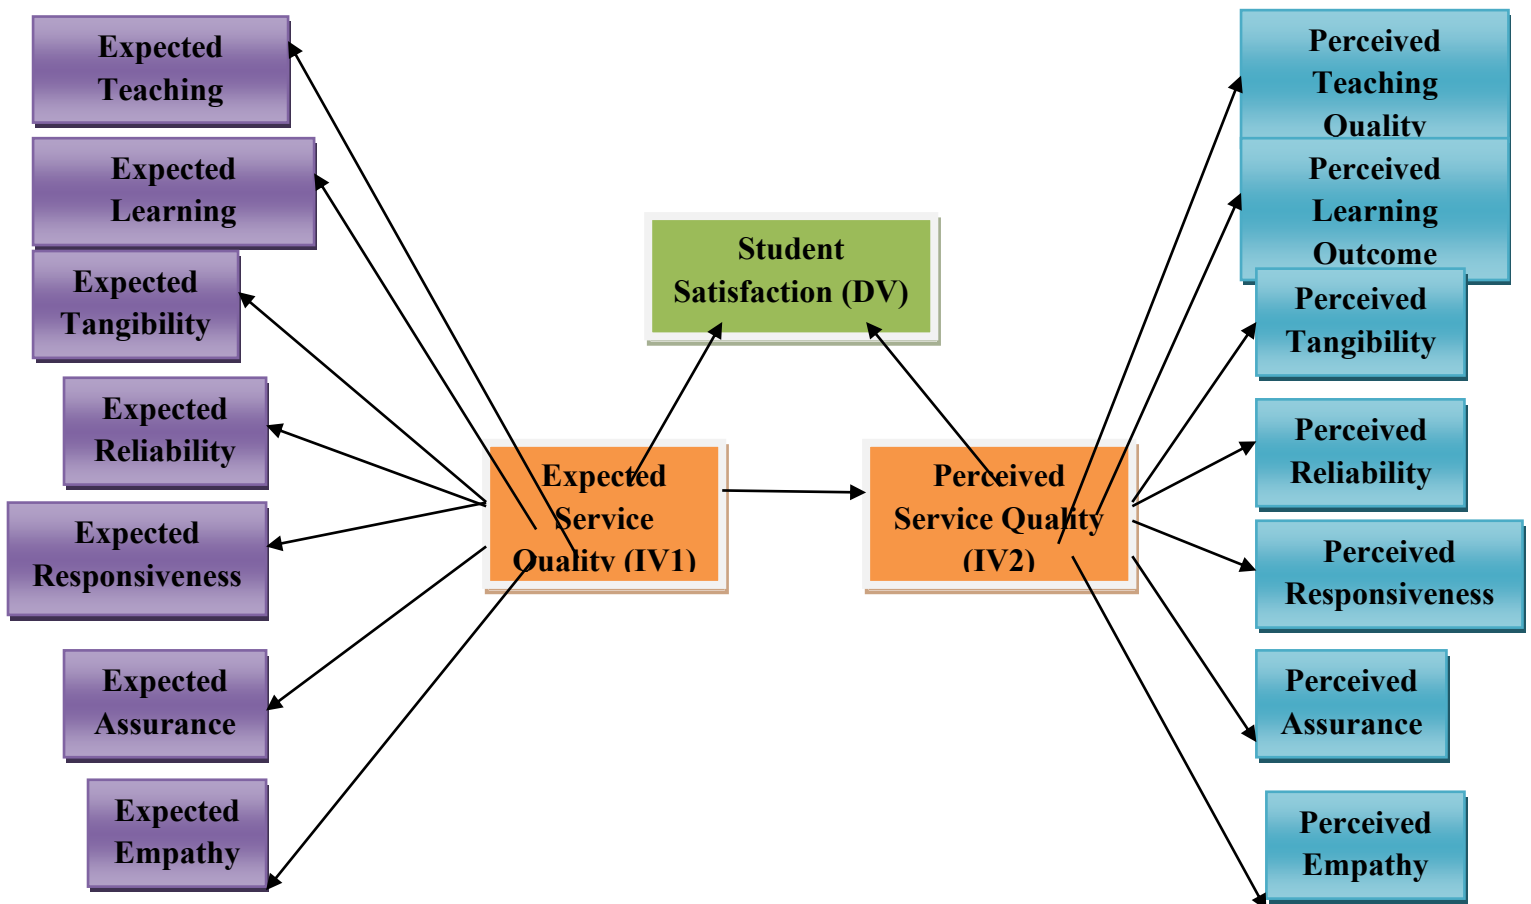 Expected
Teaching
Expected
Learning
Expected
Tangibility
Expected
Reliability
Expected
Responsiveness
Expected
Assurance
Expected
Empathy
Student
Satisfaction (DV)
Expected
Service
Quality (IV1)
Perceived
Service Quality
(IV2)
Perceived
Teaching
Quality
Perceived
Learning
Outcome
Perceived
Tangibility
Perceived
Reliability
Perceived
Responsiveness
Perceived
Assurance
Perceived
Empathy